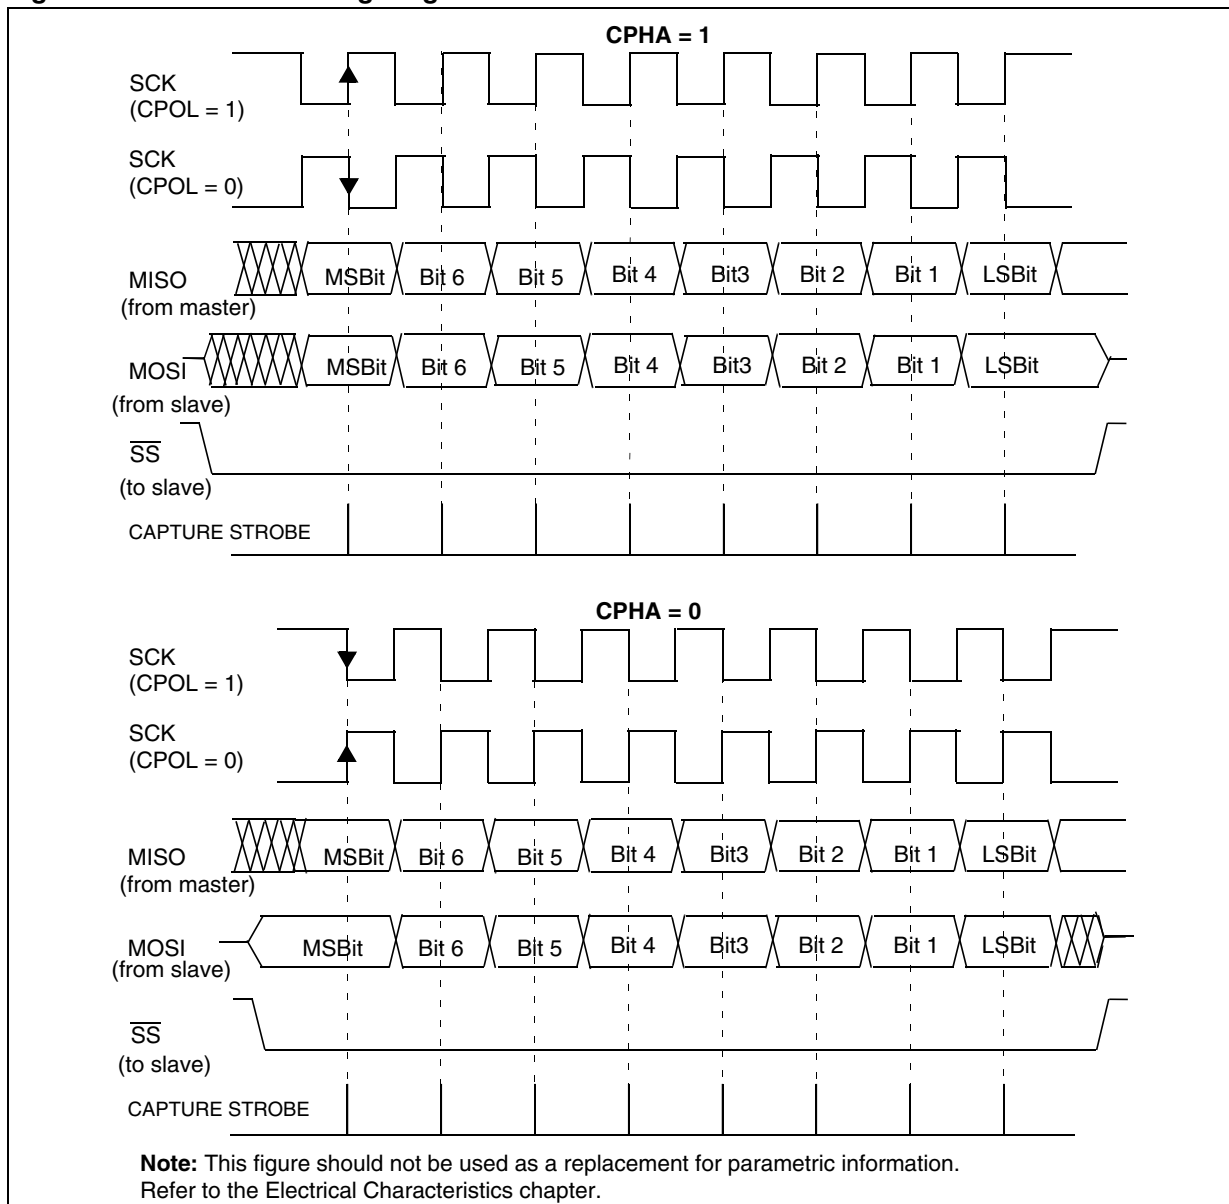 CPHA = 1
SCK
(CPOL = 1)
SCK
(CPOL = 0)
MISO
(from master)
MSBit Bit 6 Bit 5 Bit 4 Bit3 Bit 2 Bit 1 LSBit
MOSI
(from slave)
MSBit Bit 6 Bit 5 Bit 4 Bit3 Bit 2 Bit 1 LSBit
SS
(to slave)
CAPTURE STROBE
CPHA = 0
SCK
(CPOL = 1)
SCK
(CPOL = 0)
MISO
(from master)
MSBit Bit 6 Bit 5 Bit 4 Bit3 Bit 2 Bit 1 LSBit
MOSI
(from slave)
MSBit Bit 6 Bit 5 Bit 4 Bit3 Bit 2 Bit 1 LSBit
SS
(to slave)
CAPTURE STROBE
Note: This figure should not be used as a replacement for parametric information.
Refer to the Electrical Characteristics chapter.